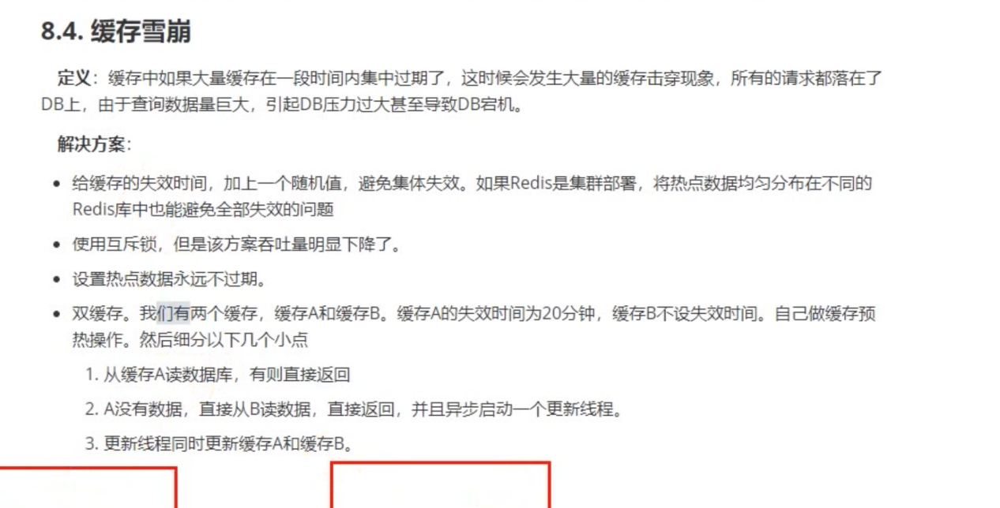 8.4. 缓存雪崩
定义：缓存中如果大量缓存在一段时间内集中过期了，这时候会发生大量的缓存击穿现象，所有的请求都落在了
DB上，由于查询数据量巨大，引起DB压力过大甚至导致DB宕机。
解决方案：
• 给缓存的失效时间，加上一个随机值，避免集体失效。如果Redis是集群部署，将热点数据均匀分布在不同的
Redis库中也能避免全部失效的问题
• 使用互斥锁，但是该方案吞吐量明显下降了。
• 设置热点数据永远不过期。
• 双缓存。我们有两个缓存，缓存A和缓存B。缓存A的失效时间为20分钟，缓存B不设失效时间。自己做缓存预
热操作。然后细分以下几个小点
1. 从缓存A读数据库，有则直接返回
2. A没有数据，直接从B读数据，直接返回，并且异步启动一个更新线程。
3. 更新线程同时更新缓存A和缓存B。